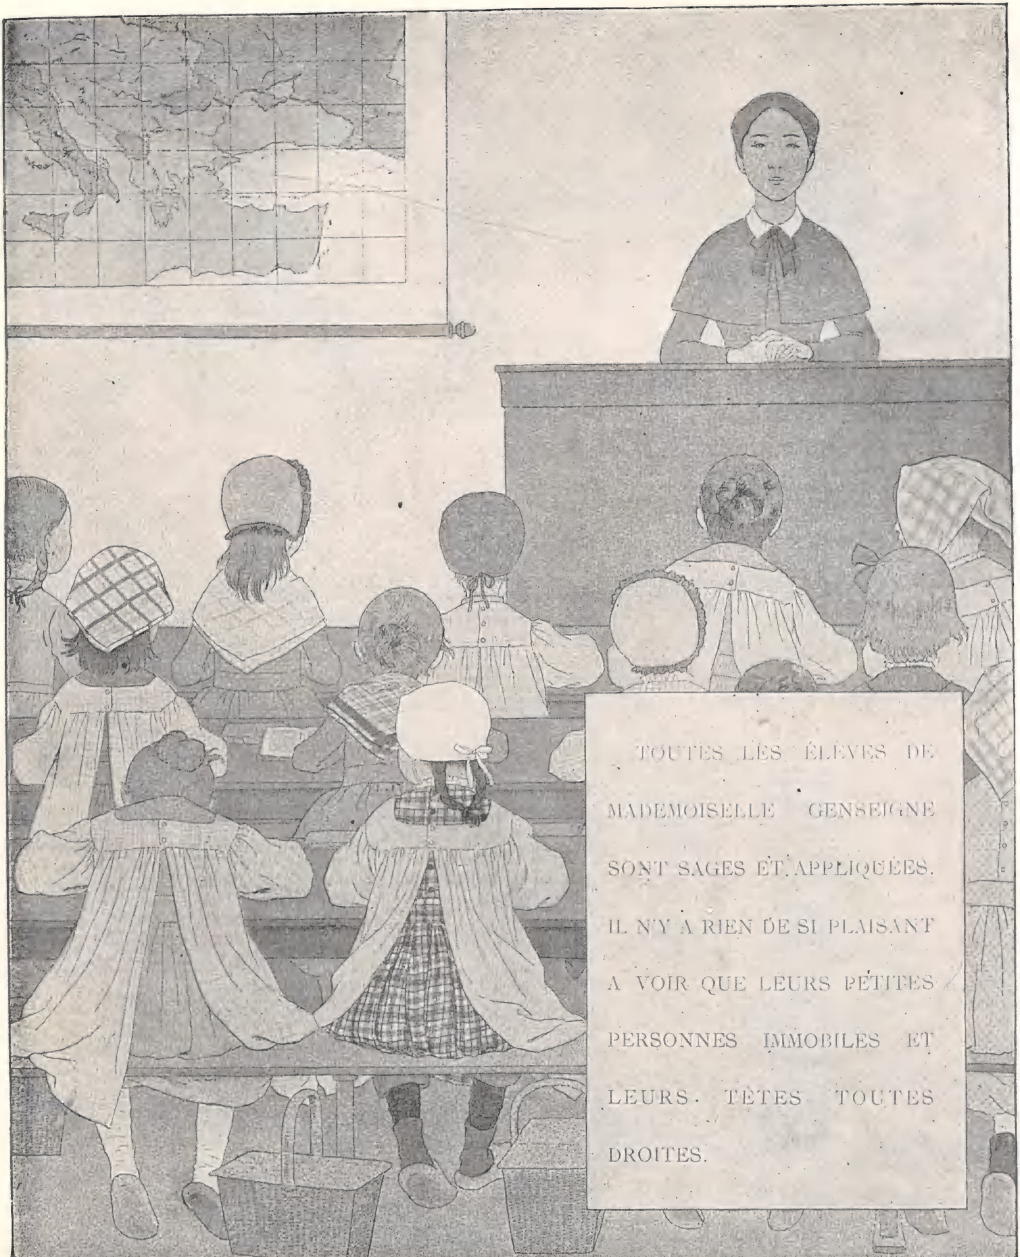 TOUTES LES ÉLÈVES DE
MADEMOISELLE GENSEIGNE
SONT SAGES ET APPLIQUÉES.
IL N'Y A RIEN DE SI PLAISANT
A VOIR QUE LEURS PETITES
PERSONNES IMMOBILES ET
LEURS TÊTES TOUTES
DROITES.